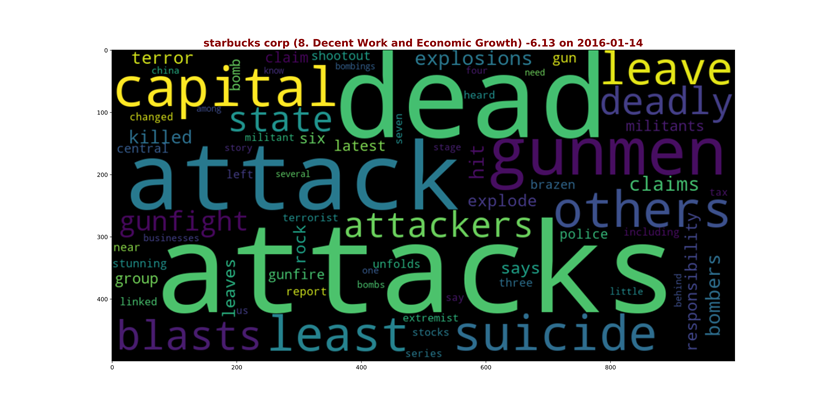 starbucks corp (8. Decent Work and Economic Growth) -6.13 on 2016-01-14
0
100
200
300
400
0
200
400
600
800
terror
claim
shootout
explosions
gun
leave
china
know
bombings
four
need
bomb
capital
dead
heard
among
deadly
changed
state
seven
militants
killed
militant
six
latest
stage
central
story
attack
hit
gunmen
left
several
brazen
claims
tax
explode
others
gunfight
terrorist
attackers
police
including
businesses
near
rock
attacks
says
responsibility
stunning
unfolds
group
leaves
gunfire
one
three
behind
bombers
linked
us
report
bombs
say
little
blasts
least
extremist
stocks
series
suicide